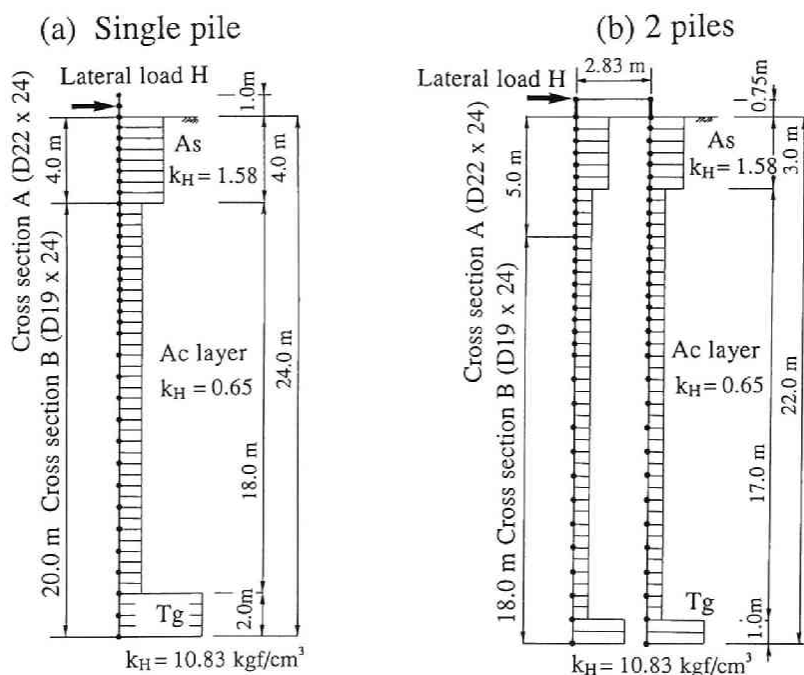 (a) Single pile
Lateral load H
1.0m
Cross section A (D22 x 24)
4.0 m
As
k_H = 1.58
4.0 m
20.0 m Cross section B (D19 x 24)
Ac layer
k_H = 0.65
18.0 m
24.0 m
Tg
2.0m
k_H = 10.83 kgf/cm³
(b) 2 piles
2.83 m
Lateral load H
0.75m
Cross section A (D22 x 24)
5.0 m
As
k_H = 1.58
3.0 m
18.0 m Cross section B (D19 x 24)
Ac layer
k_H = 0.65
17.0 m
22.0 m
Tg
1.0m
k_H = 10.83 kgf/cm³